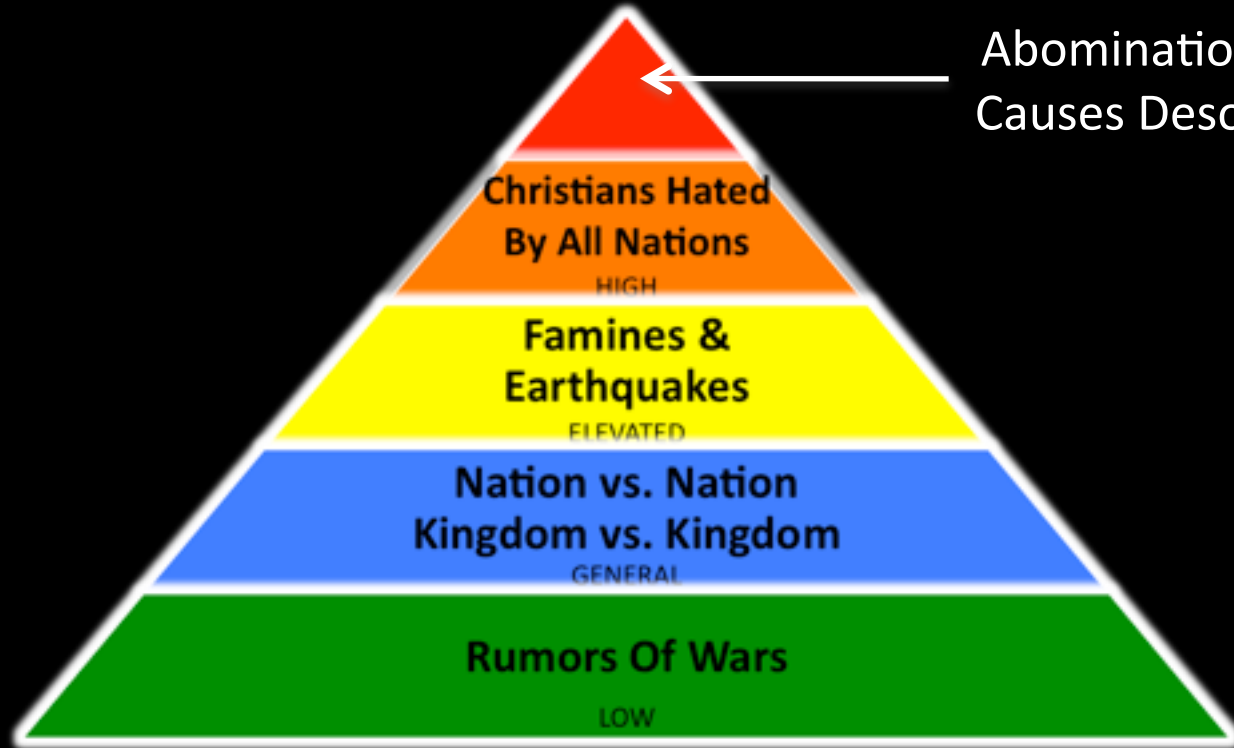 Abominatio
Causes Desc
Christians Hated
By All Nations
HIGH
Famines &
Earthquakes
ELEVATED
Nation vs. Nation
Kingdom vs. Kingdom
GENERAL
Rumors Of Wars
LOW